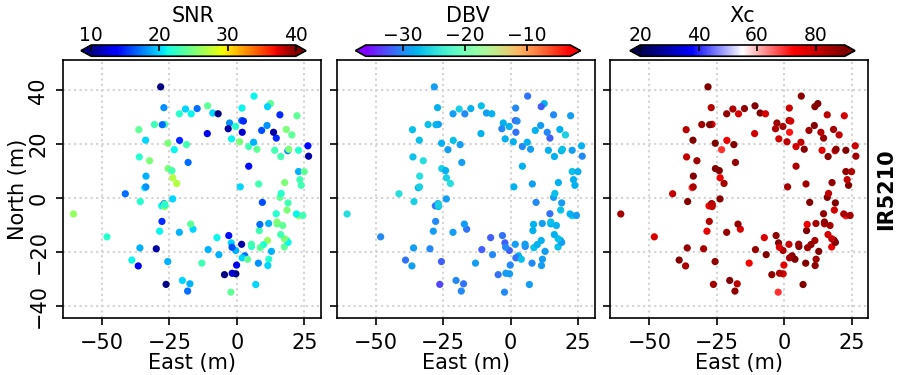 SNR DBV Xc
10 20 30 40 −30 −20 −10 20 40 60 80
40
20
0
−20
−40
North (m)
IR5210
−50 −25 0 25 −50 −25 0 25 −50 −25 0 25
East (m) East (m) East (m)